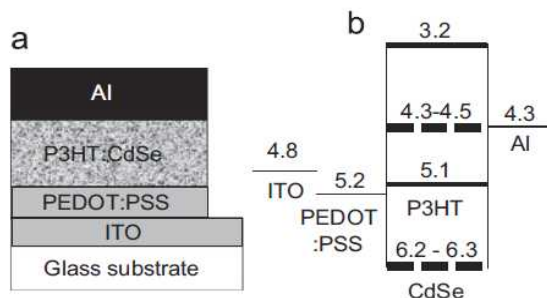 a
Al
P3HT:CdSe
PEDOT:PSS
ITO
Glass substrate
b
3.2
4.3-4.5
4.3
Al
4.8
ITO
5.2
PEDOT
:PSS
5.1
P3HT
6.2 - 6.3
CdSe